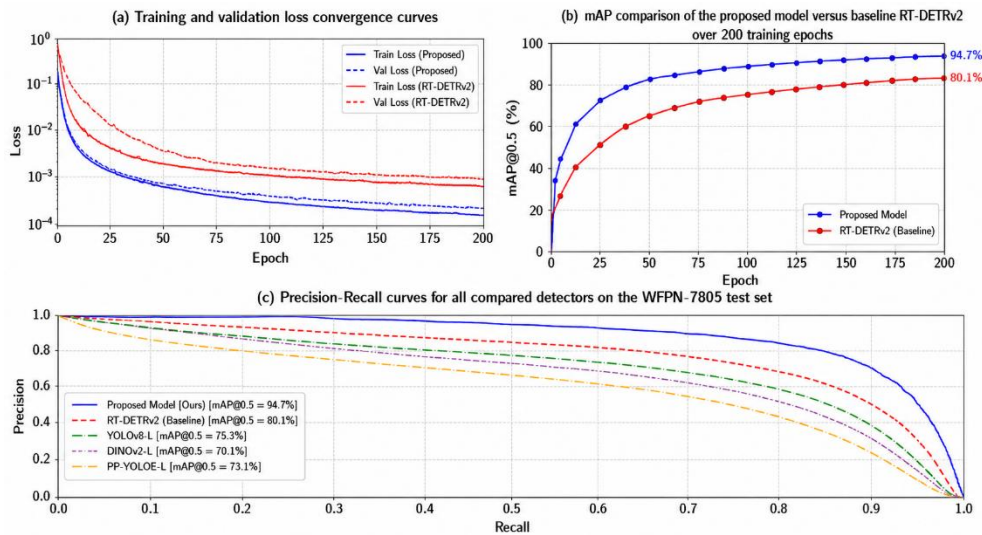 (a) Training and validation loss convergence curves
10⁰
10⁻¹
10⁻²
10⁻³
10⁻⁴
Loss
Train Loss (Proposed)
Val Loss (Proposed)
Train Loss (RT-DETRv2)
Val Loss (RT-DETRv2)
0 25 50 75 100 125 150 175 200
Epoch
(b) mAP comparison of the proposed model versus baseline RT-DETRv2
over 200 training epochs
100
80
60
40
20
0
mAP@0.5 (%)
94.7%
80.1%
Proposed Model
RT-DETRv2 (Baseline)
0 25 50 75 100 125 150 175 200
Epoch
(c) Precision-Recall curves for all compared detectors on the WFPN-7805 test set
1.0
0.8
0.6
0.4
0.2
0.0
Precision
Proposed Model [Ours) [mAP@0.5 = 94.7%]
RT-DETRv2 (Baseline) [mAP@0.5 = 80.1%]
YOLOv8-L [mAP@0.5 = 75.3%]
DINOv2-L [mAP@0.5 = 70.1%]
PP-YOLOE-L [mAP@0.5 = 73.1%]
0.0 0.1 0.2 0.3 0.4 0.5 0.6 0.7 0.8 0.9 1.0
Recall